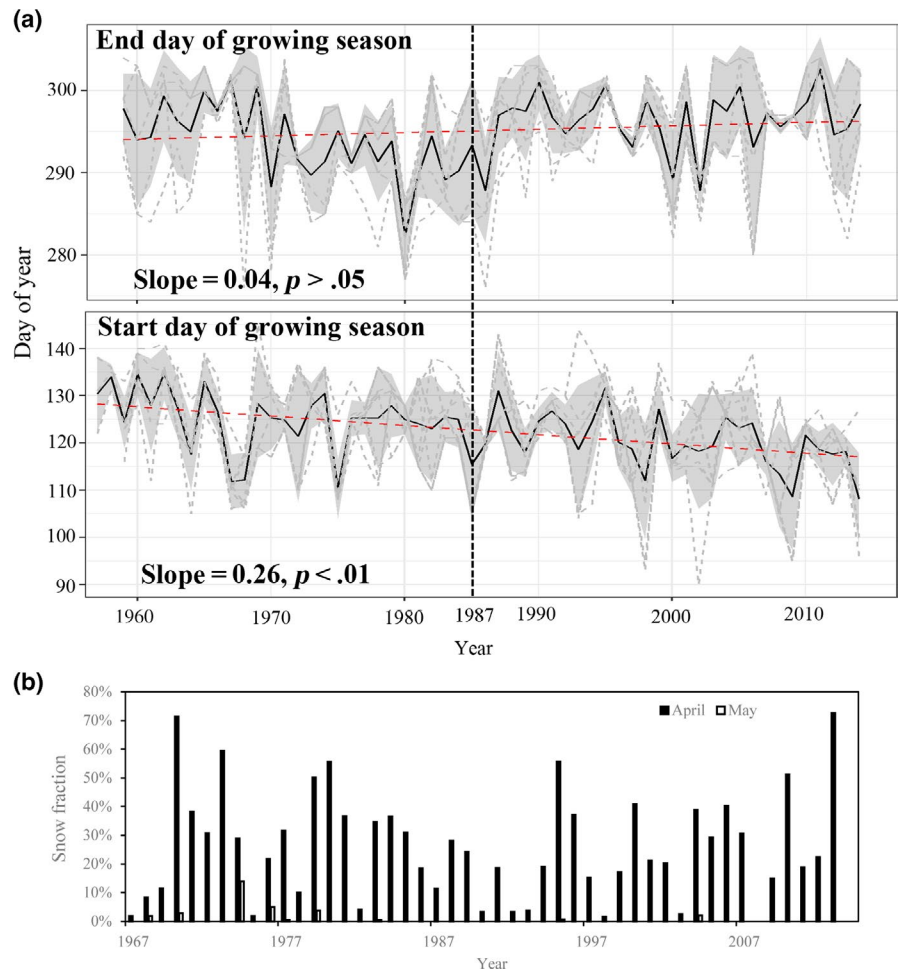 (a)
End day of growing season
300
290
280
Slope = 0.04, p > .05
Day of year
Start day of growing season
140
130
120
110
100
90
Slope = 0.26, p < .01
1960 1970 1980 1987 1990 2000 2010
Year
(b)
80%
70%
60%
50%
40%
30%
20%
10%
0%
Snow fraction
April May
1967 1977 1987 1997 2007
Year